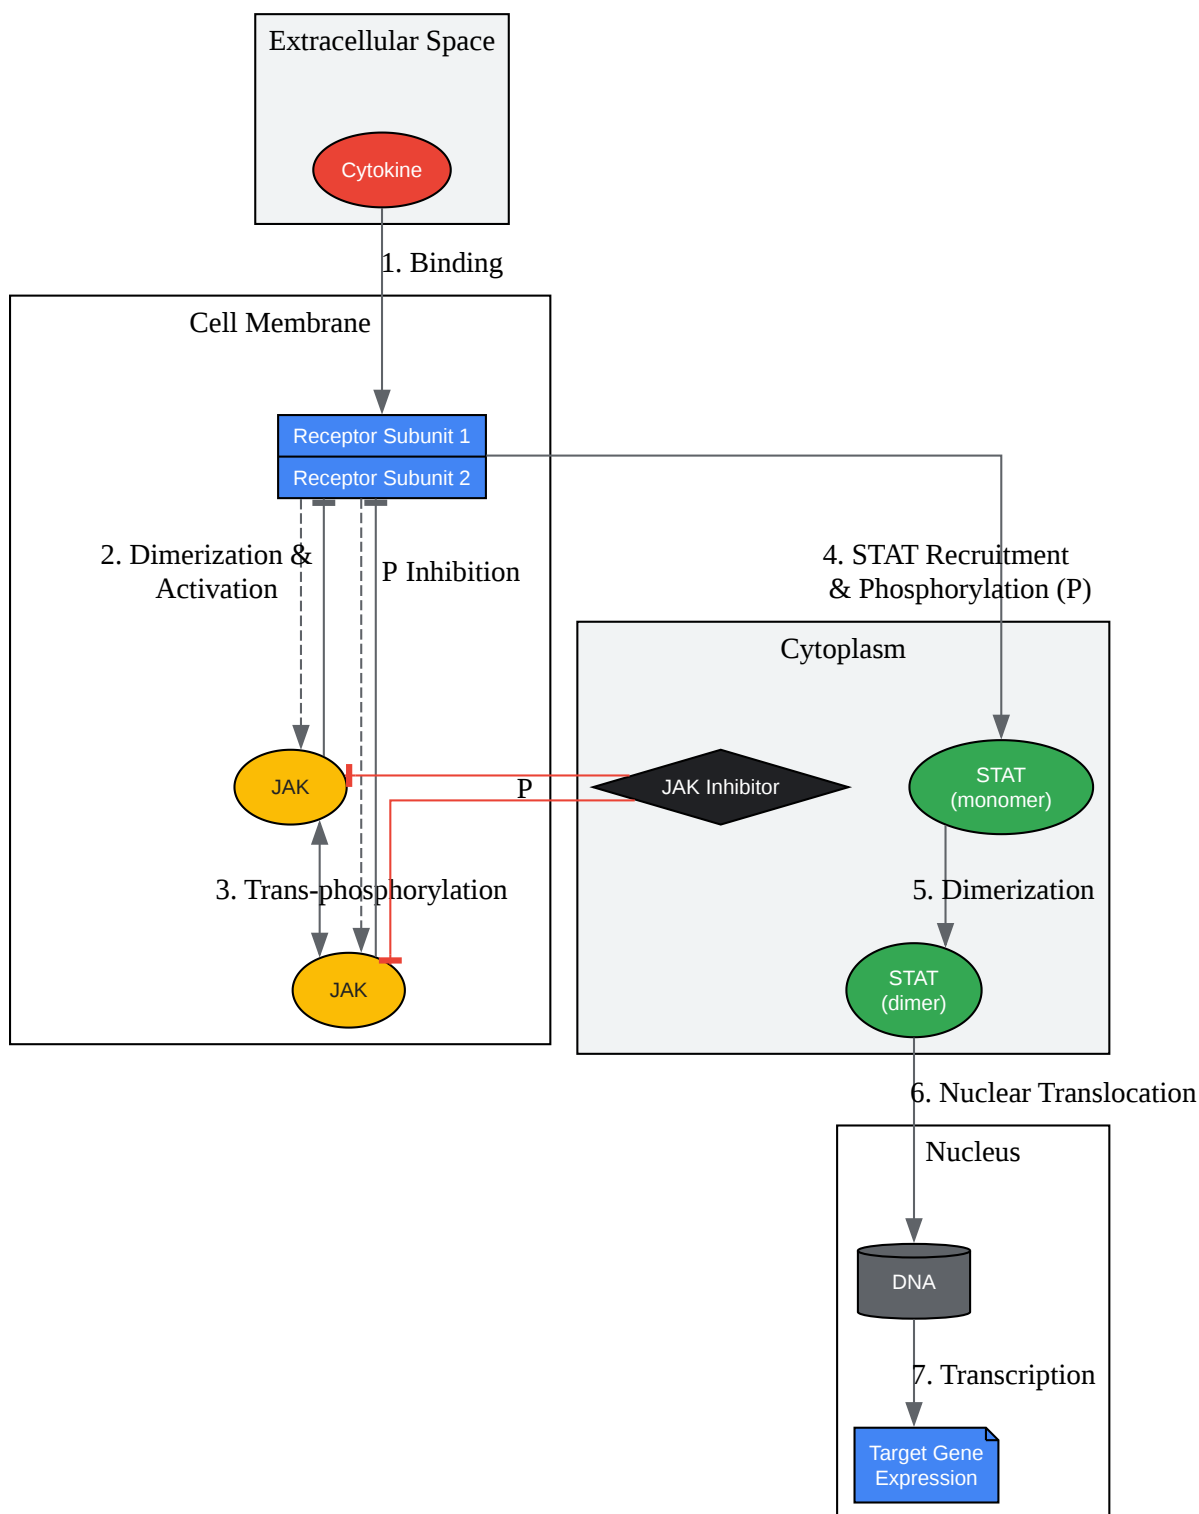 Extracellular Space
Cytokine
1. Binding
Cell Membrane
Receptor Subunit 1
Receptor Subunit 2
2. Dimerization &
Activation
P Inhibition
4. STAT Recruitment
& Phosphorylation (P)
Cytoplasm
JAK
P
JAK Inhibitor
STAT
(monomer)
3. Trans-phosphorylation
5. Dimerization
JAK
STAT
(dimer)
6. Nuclear Translocation
Nucleus
DNA
7. Transcription
Target Gene
Expression